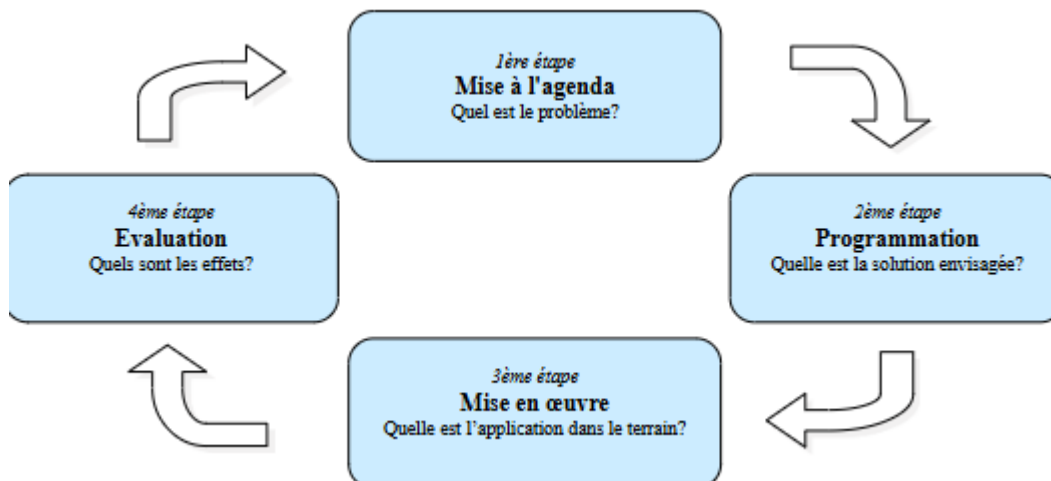 1ère étape
Mise à l'agenda
Quel est le problème?
2ème étape
Programmation
Quelle est la solution envisagée?
3ème étape
Mise en œuvre
Quelle est l’application dans le terrain?
4ème étape
Evaluation
Quels sont les effets?